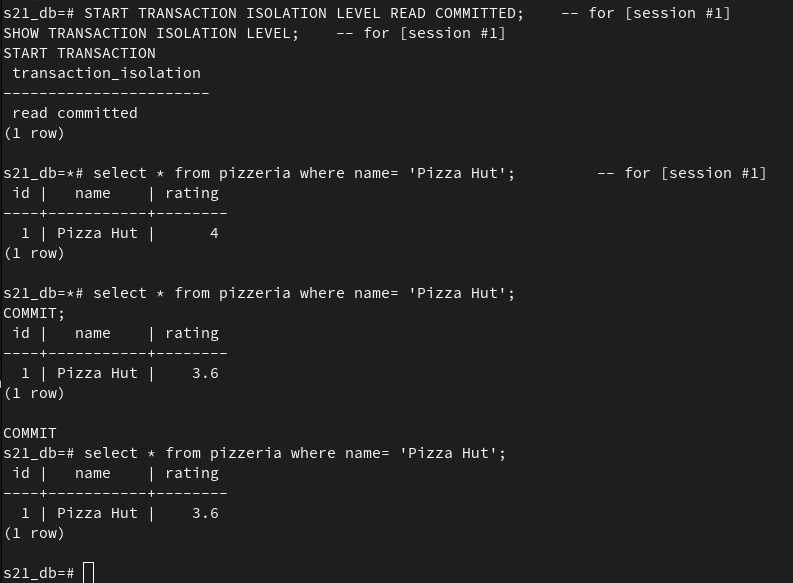 s21_db=# START TRANSACTION ISOLATION LEVEL READ COMMITTED;    -- for [session #1]
SHOW TRANSACTION ISOLATION LEVEL;    -- for [session #1]
START TRANSACTION
 transaction_isolation
-----------------------
 read committed
(1 row)

s21_db=*# select * from pizzeria where name= 'Pizza Hut';         -- for [session #1]
 id |   name    | rating
----+-----------+--------
  1 | Pizza Hut |      4
(1 row)

s21_db=*# select * from pizzeria where name= 'Pizza Hut';
COMMIT;
 id |   name    | rating
----+-----------+--------
  1 | Pizza Hut |    3.6
(1 row)

COMMIT
s21_db=# select * from pizzeria where name= 'Pizza Hut';
 id |   name    | rating
----+-----------+--------
  1 | Pizza Hut |    3.6
(1 row)

s21_db=#